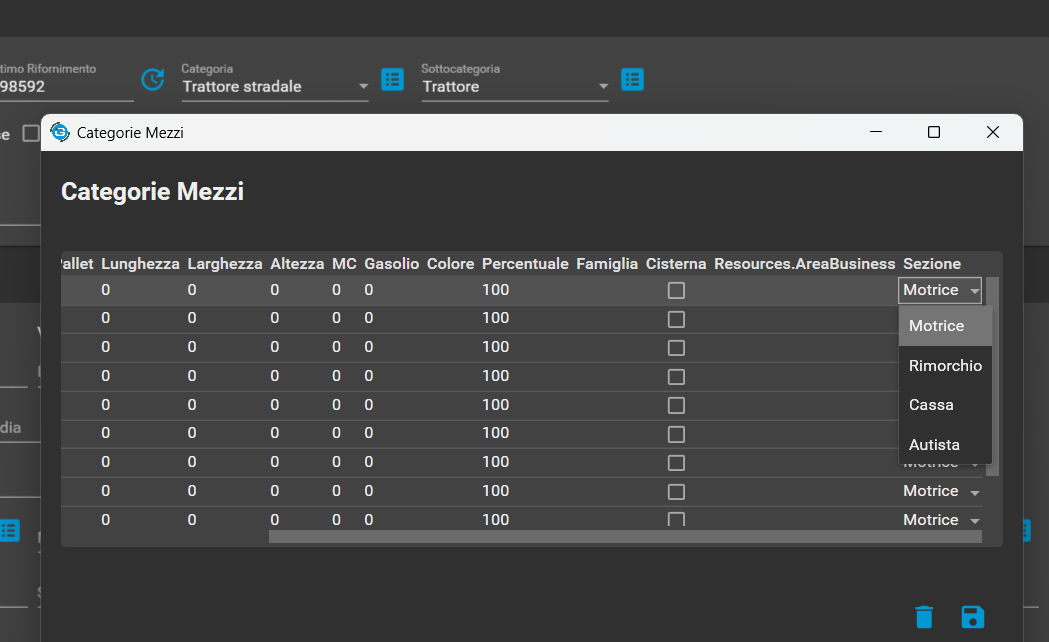 timo Rifornimento
98592
Categoria
Trattore stradale
Sottocategoria
Trattore
se
Categorie Mezzi
Categorie Mezzi
Pallet Lunghezza Larghezza Altezza MC Gasolio Colore Percentuale Famiglia Cisterna Resources.AreaBusiness Sezione
0 0 0 0 0 100 Motrice
0 0 0 0 0 100
0 0 0 0 0 100
0 0 0 0 0 100
0 0 0 0 0 100
0 0 0 0 0 100
0 0 0 0 0 100 Motrice
0 0 0 0 0 100 Motrice
0 0 0 0 0 100 Motrice
Motrice
Rimorchio
Cassa
Autista
dia